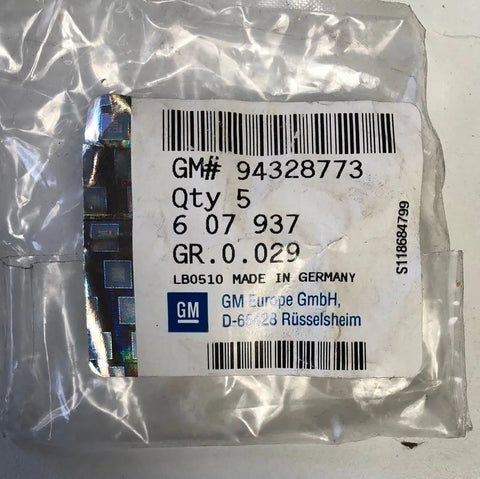 GM# 94328773
Qty 5
6 07 937
GR.0.029
LB0510 MADE IN GERMANY
GM
GM Europe GmbH,
D-65428 Rüsselsheim
S118684799